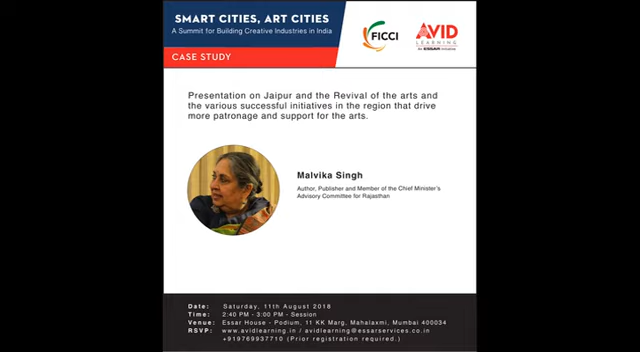 SMART CITIES, ART CITIES
A Summit for Building Creative Industries in India
FICCI
AVID
LEARNING
AN ESSAR INITIATIVE
CASE STUDY
Presentation on Jaipur and the Revival of the arts and
the various successful initiatives in the region that drive
more patronage and support for the arts.
Malvika Singh
Author, Publisher and Member of the Chief Minister's
Advisory Committee for Rajasthan
Date: Saturday, 11th August 2018
Time: 2:40 PM - 3:00 PM - Session
Venue: Essar House - Podium, 11 KK Marg, Mahalaxmi, Mumbai 400034
RSVP: www.avidlearning.in / avidlearning@essarservices.co.in
+919769937710 (Prior registration required.)